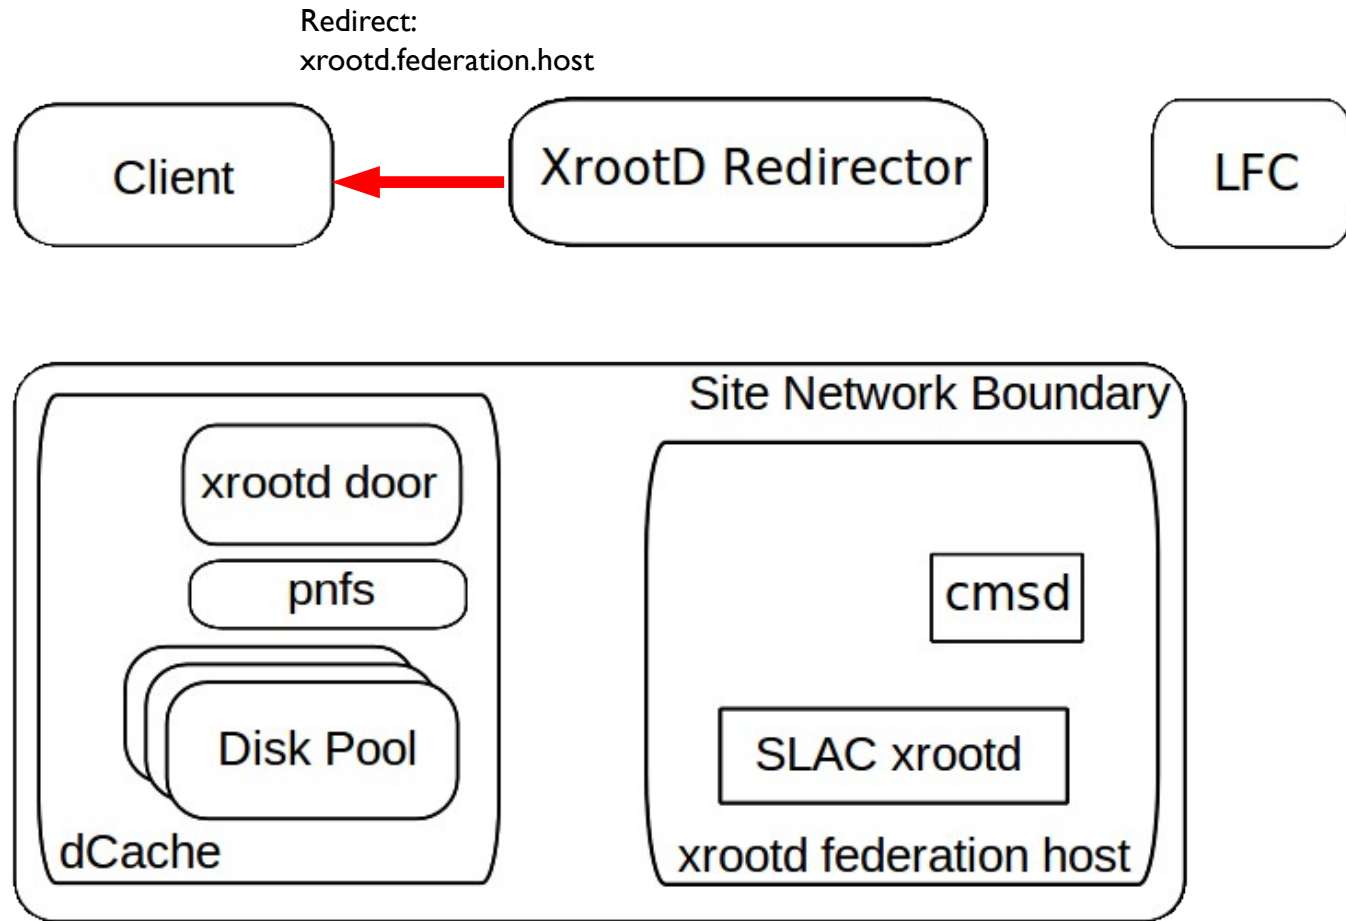 Redirect:
xrootd.federation.host
Client
XrootD Redirector
LFC
Site Network Boundary
xrootd door
pnfs
Disk Pool
dCache
cmsd
SLAC xrootd
xrootd federation host